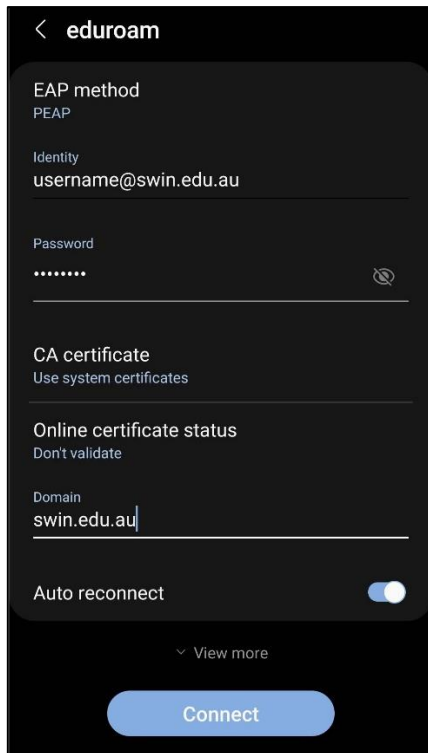 eduroam
EAP method
PEAP
Identity
username@swin.edu.au
Password
••••••••
CA certificate
Use system certificates
Online certificate status
Don't validate
Domain
swin.edu.au
Auto reconnect
View more
Connect